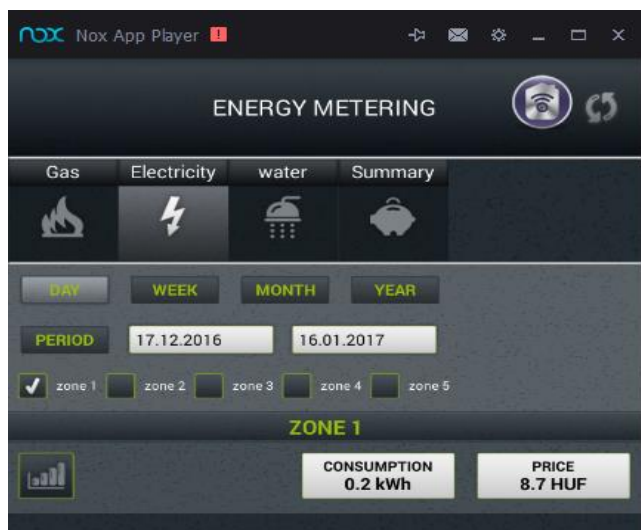 nox Nox App Player !
ENERGY METERING
Gas Electricity water Summary
DAY WEEK MONTH YEAR
PERIOD 17.12.2016 16.01.2017
zone 1 zone 2 zone 3 zone 4 zone 5
ZONE 1
CONSUMPTION PRICE
0.2 kWh 8.7 HUF